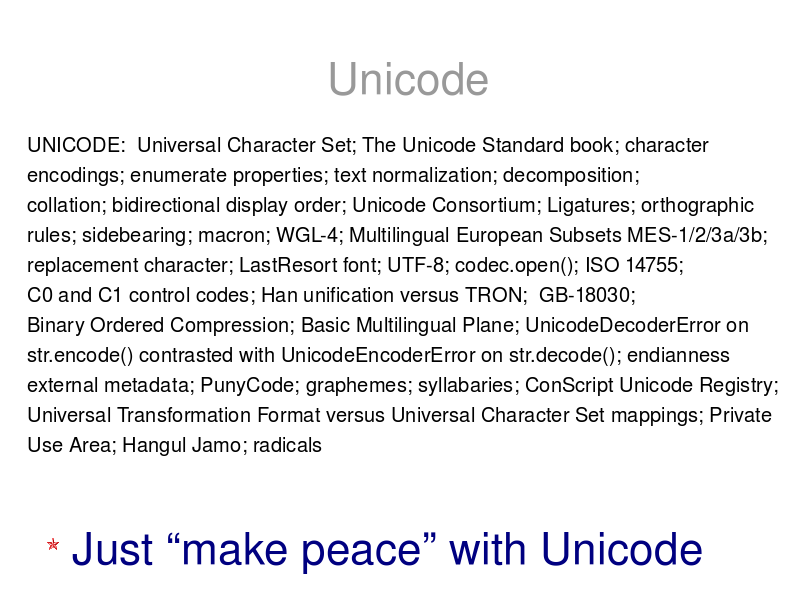 Unicode
UNICODE:  Universal Character Set; The Unicode Standard book; character
encodings; enumerate properties; text normalization; decomposition;
collation; bidirectional display order; Unicode Consortium; Ligatures; orthographic
rules; sidebearing; macron; WGL-4; Multilingual European Subsets MES-1/2/3a/3b;
replacement character; LastResort font; UTF-8; codec.open(); ISO 14755;
C0 and C1 control codes; Han unification versus TRON;  GB-18030;
Binary Ordered Compression; Basic Multilingual Plane; UnicodeDecoderError on
str.encode() contrasted with UnicodeEncoderError on str.decode(); endianness
external metadata; PunyCode; graphemes; syllabaries; ConScript Unicode Registry;
Universal Transformation Format versus Universal Character Set mappings; Private
Use Area; Hangul Jamo; radicals
* Just “make peace” with Unicode